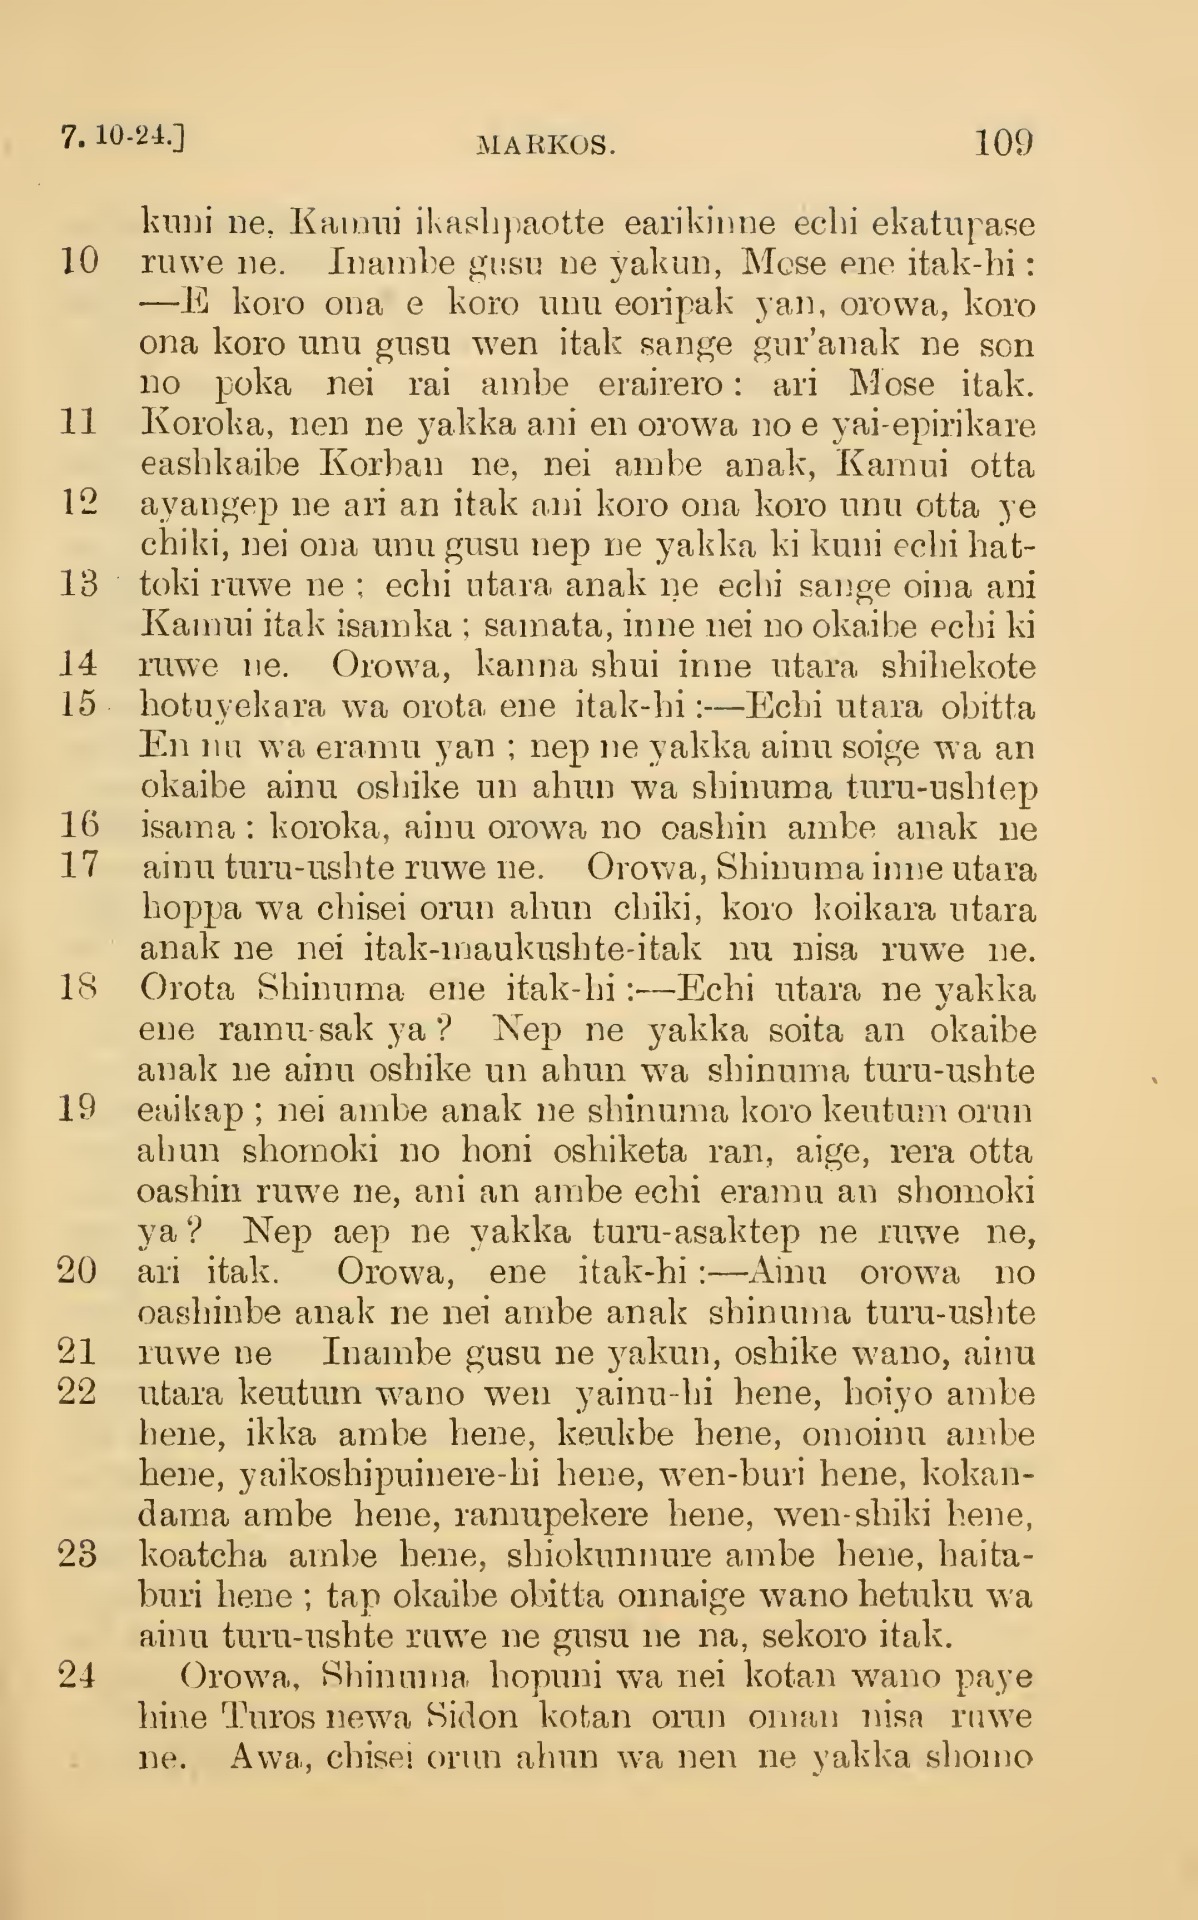 7. 10-24.] MARKOS. 109
kuni ne, Kamui ikashpaotte earikinne echi ekatupase
10 ruwe ne. Inambe gusu ne yakun, Mose ene itak-hi :
—E koro ona e koro unu eoripak yan, orowa, koro
ona koro unu gusu wen itak sange gur'anak ne son
no poka nei rai ambe erairero : ari Mose itak.
11 Koroka, nen ne yakka ani en orowa no e yai-epirikare
eashkaibe Korban ne, nei ambe anak, Kamui otta
12 ayangep ne ari an itak ani koro ona koro unu otta ye
chiki, nei ona unu gusu nep ne yakka ki kuni echi hat-
13 toki ruwe ne ; echi utara anak ne echi sange oina ani
Kamui itak isamka ; samata, inne nei no okaibe echi ki
14 ruwe ne. Orowa, kanna shui inne utara shihekote
15 hotuyekara wa orota ene itak-hi :—Echi utara obitta
En nu wa eramu yan ; nep ne yakka ainu soige wa an
okaibe ainu oshike un ahun wa shinuma turu-ushtep
16 isama : koroka, ainu orowa no oashin ambe anak ne
17 ainu turu-ushte ruwe ne. Orowa, Shinuma inne utara
hoppa wa chisei orun ahun chiki, koro koikara utara
anak ne nei itak-maukushte-itak nu nisa ruwe ne.
18 Orota Shinuma ene itak-hi :—Echi utara ne yakka
ene ramu-sak ya ? Nep ne yakka soita an okaibe
anak ne ainu oshike un ahun wa shinuma turu-ushte
19 eaikap ; nei ambe anak ne shinuma koro keutum orun
ahun shomoki no honi oshiketa ran, aige, rera otta
oashin ruwe ne, ani an ambe echi eramu an shomoki
ya ? Nep aep ne yakka turu-asaktep ne ruwe ne,
20 ari itak. Orowa, ene itak-hi :—Ainu orowa no
oashinbe anak ne nei ambe anak shinuma turu-ushte
21 ruwe ne Inambe gusu ne yakun, oshike wano, ainu
22 utara keutum wano wen yainu-hi hene, hoiyo ambe
hene, ikka ambe hene, keukbe hene, omoinu ambe
hene, yaikoshipuinere-hi hene, wen-buri hene, kokan-
dama ambe hene, ramupekere hene, wen-shiki hene,
23 koatcha ambe hene, shiokunnure ambe hene, haita-
buri hene ; tap okaibe obitta onnaige wano hetuku wa
ainu turu-ushte ruwe ne gusu ne na, sekoro itak.
24 Orowa, Shinuma hopuni wa nei kotan wano paye
hine Turos newa Sidon kotan orun oman nisa ruwe
ne. Awa, chisei orun ahun wa nen ne yakka shomo